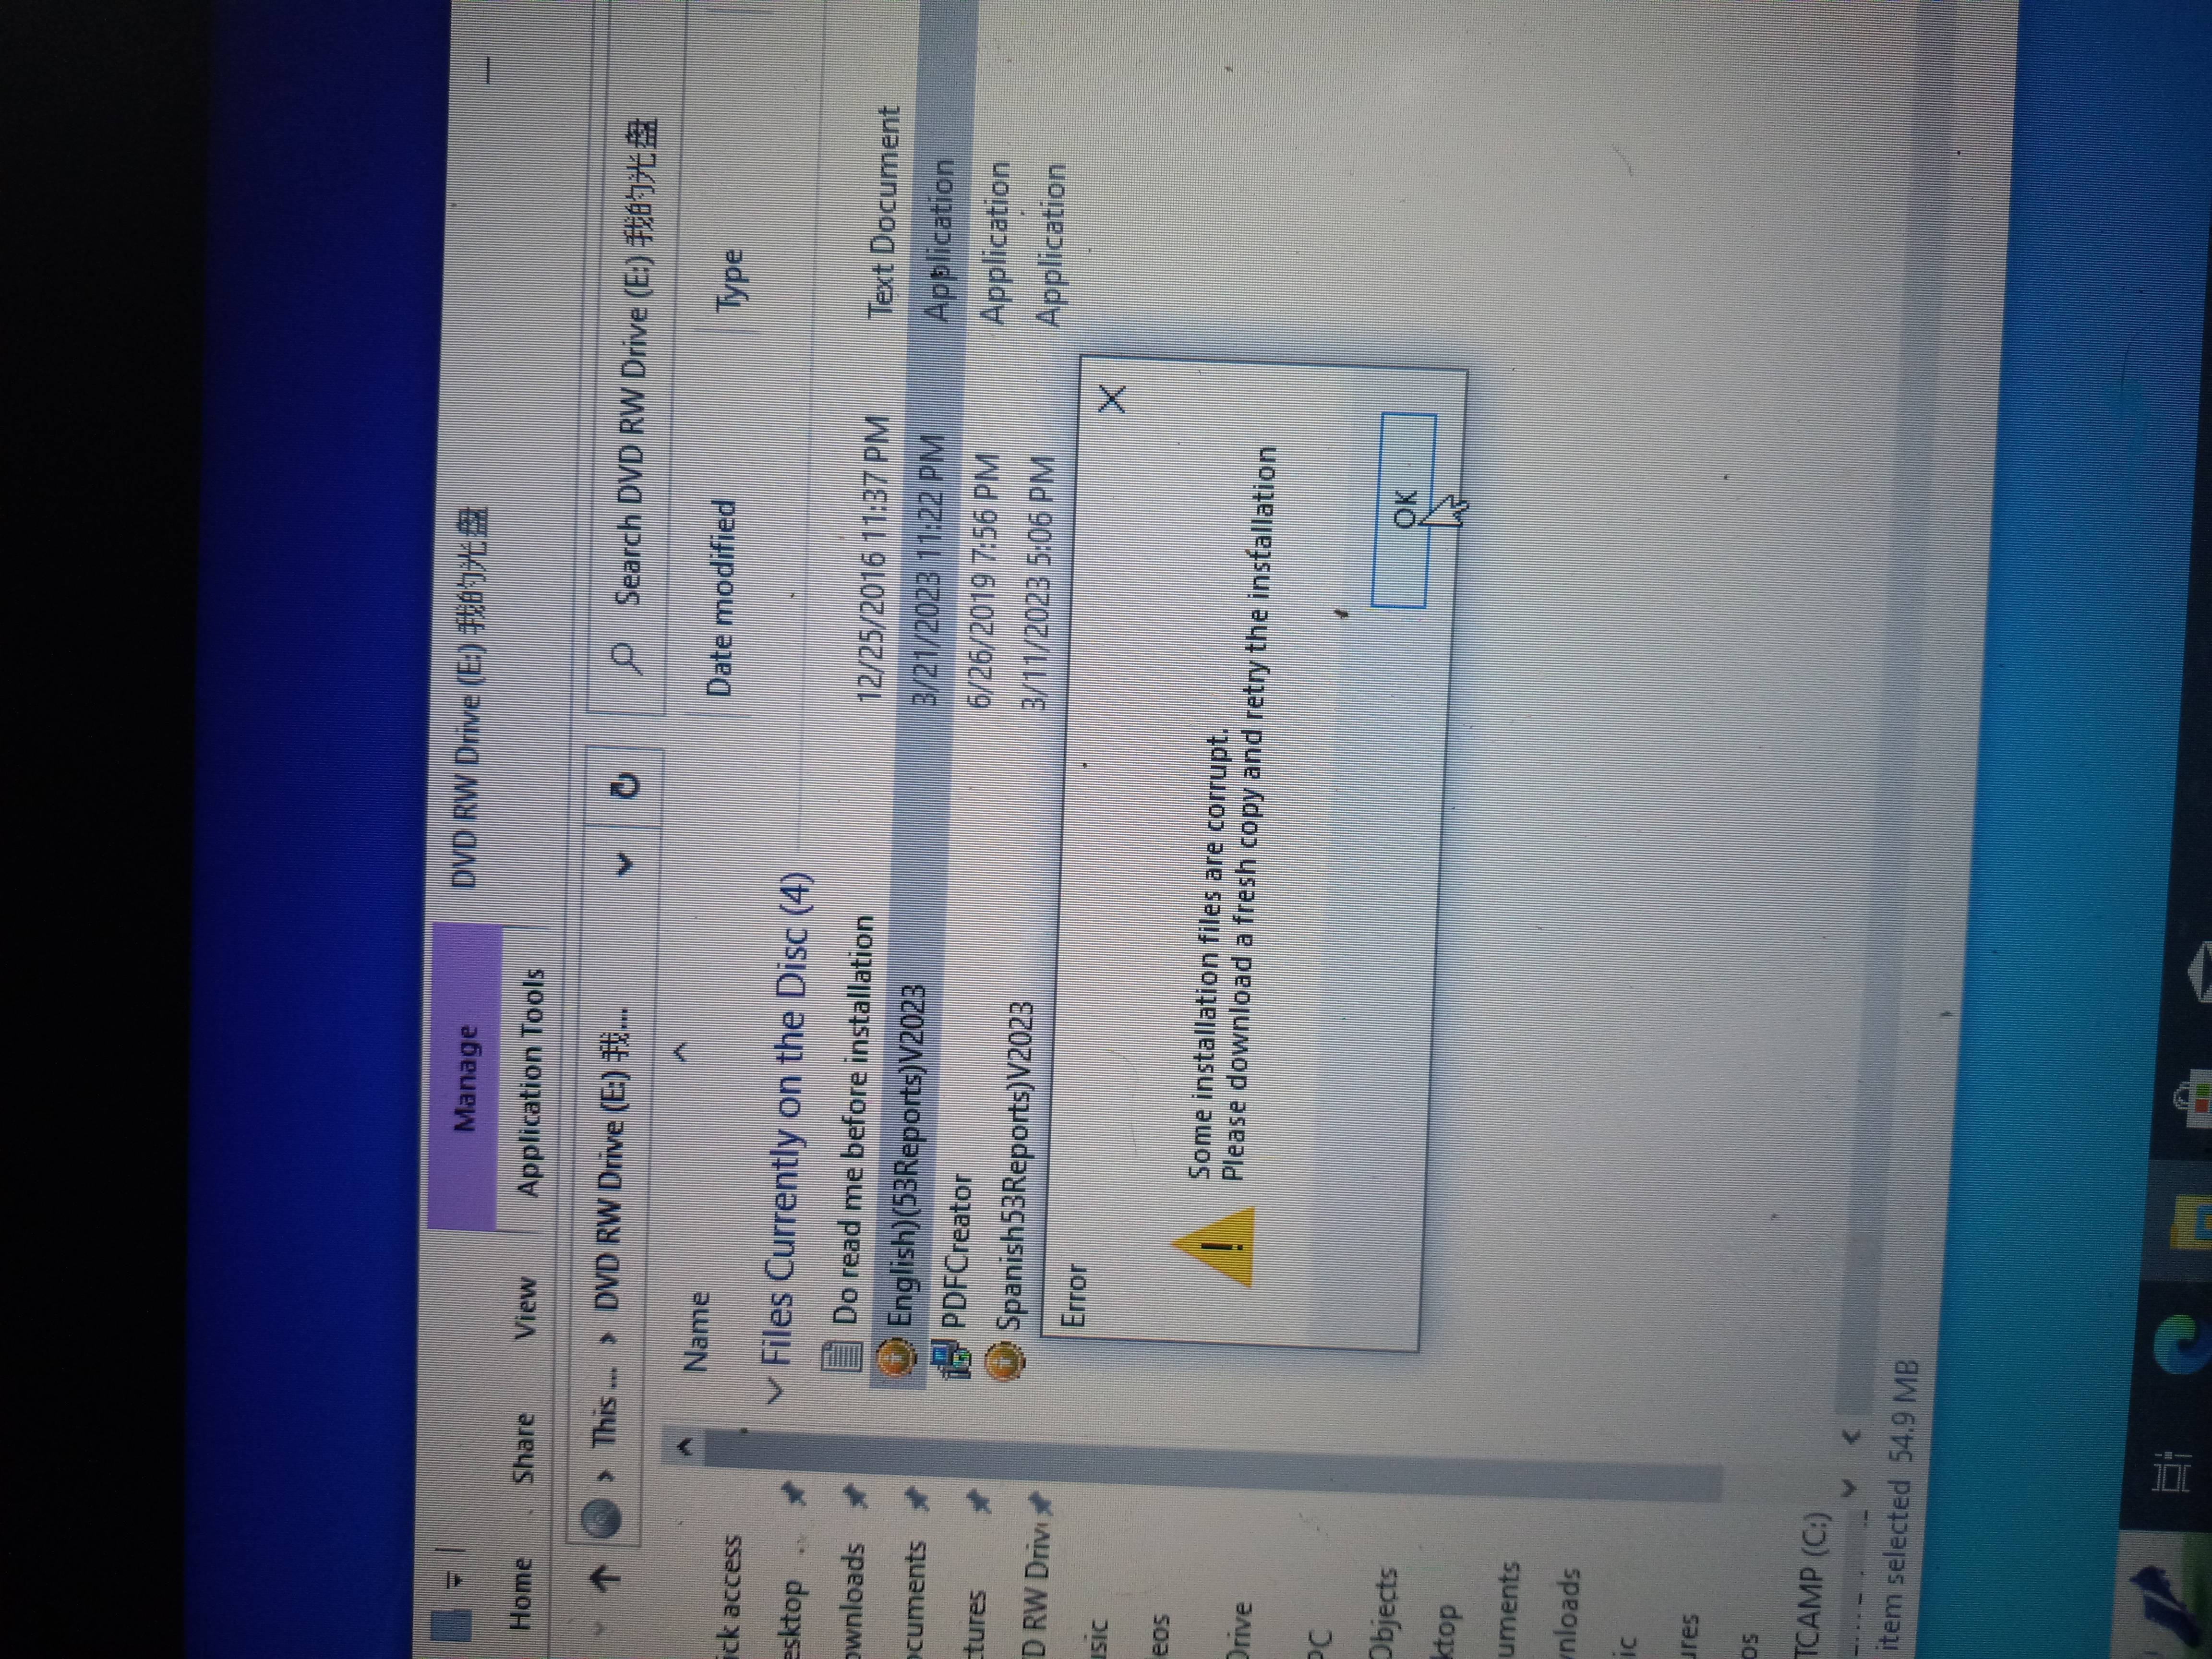 Manage
DVD RW Drive (E:) 我的光盘
Home
Share
View
Application Tools
This ...
DVD RW Drive (E:) 我...
Search DVD RW Drive (E:) 我的光盘
Name
Date modified
Type
Files Currently on the Disc (4)
Do read me before installation
12/25/2016 11:37 PM
Text Document
English)(53Reports)V2023
3/21/2023 11:22 PM
Application
PDFCreator
6/26/2019 7:56 PM
Application
Spanish53Reports)V2023
3/11/2023 5:06 PM
Application
ick access
esktop
ownloads
ocuments
ctures
D RW Driv
sic
eos
Drive
PC
Objects
ktop
uments
vnloads
ic
ures
os
TCAMP (C:)
item selected 54.9 MB
Error
Some installation files are corrupt.
Please download a fresh copy and retry the installation
OK